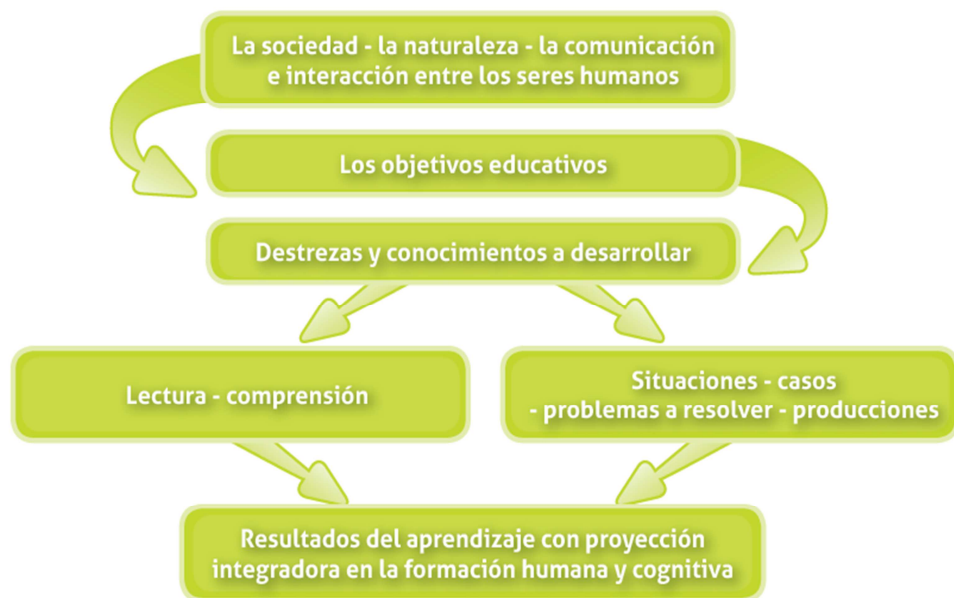 La sociedad - la naturaleza - la comunicación
e interacción entre los seres humanos
Los objetivos educativos
Destrezas y conocimientos a desarrollar
Lectura - comprensión
Situaciones - casos
- problemas a resolver - producciones
Resultados del aprendizaje con proyección
integradora en la formación humana y cognitiva